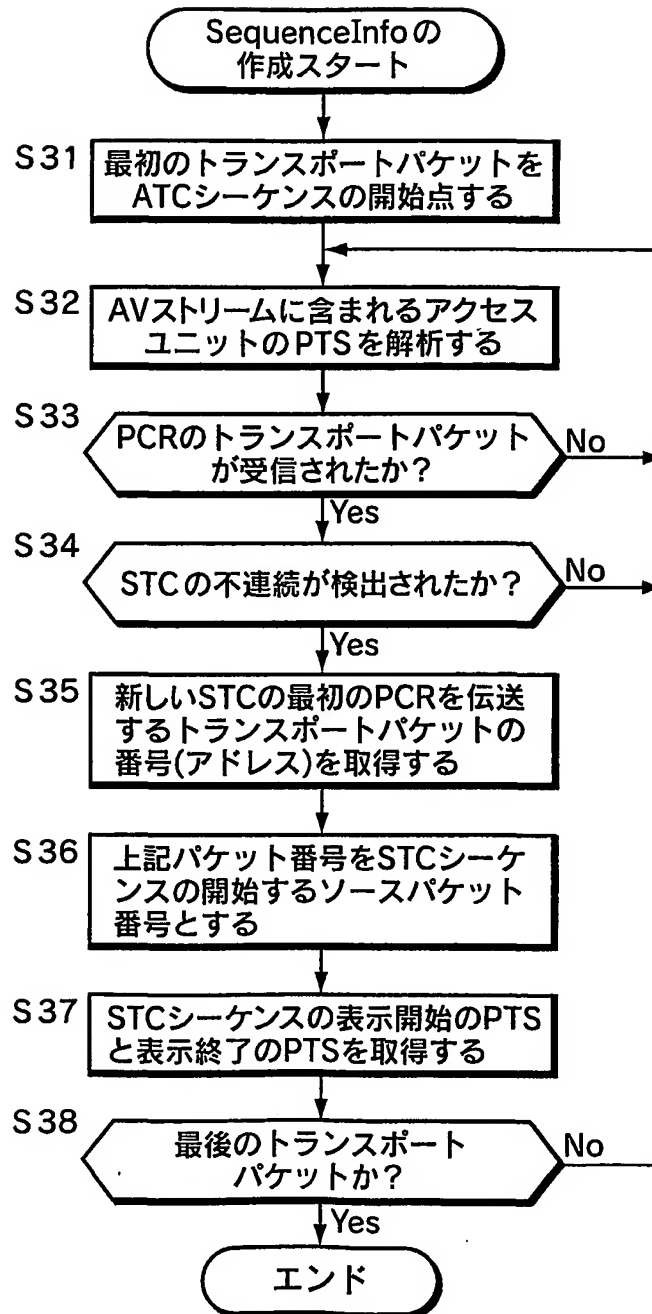 SequenceInfoの
作成スタート
S31
最初のトランスポートパケットを
ATCシーケンスの開始点する
S32
AVストリームに含まれるアクセス
ユニットのPTSを解析する
S33
PCRのトランスポートパケット
が受信されたか？
No
Yes
S34
STCの不連続が検出されたか？
No
Yes
S35
新しいSTCの最初のPCRを伝送
するトランスポートパケットの
番号(アドレス)を取得する
S36
上記パケット番号をSTCシーケ
ンスの開始するソースパケット
番号とする
S37
STCシーケンスの表示開始のPTS
と表示終了のPTSを取得する
S38
最後のトランスポート
パケットか？
No
Yes
エンド